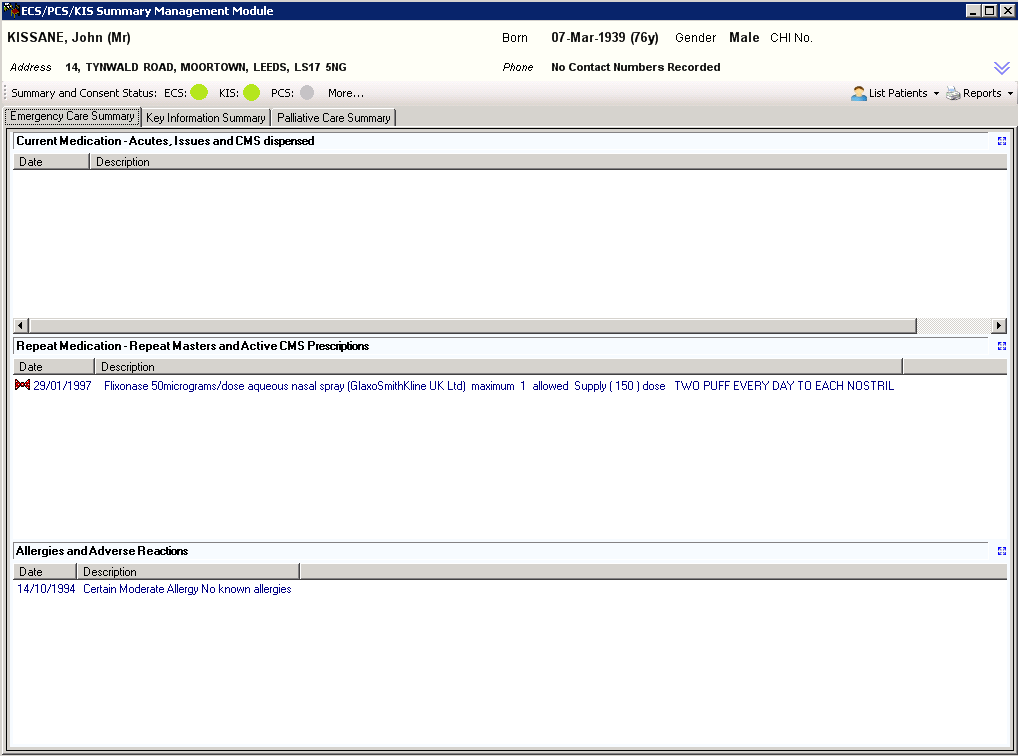 ECS/PCS/KIS Summary Management Module
KISSANE, John (Mr) Born 07-Mar-1939 (76y) Gender Male CHI No.
Address 14, TYNWALD ROAD, MOORTOWN, LEEDS, LS17 5NG Phone No Contact Numbers Recorded
Summary and Consent Status: ECS: KIS: PCS: More... List Patients Reports
Emergency Care Summary Key Information Summary Palliative Care Summary
Current Medication - Acutes, Issues and CMS dispensed
Date Description
Repeat Medication - Repeat Masters and Active CMS Prescriptions
Date Description
29/01/1997 Flixonase 50micrograms/dose aqueous nasal spray (GlaxoSmithKline UK Ltd) maximum 1 allowed Supply ( 150 ) dose TWO PUFF EVERY DAY TO EACH NOSTRIL
Allergies and Adverse Reactions
Date Description
14/10/1994 Certain Moderate Allergy No known allergies